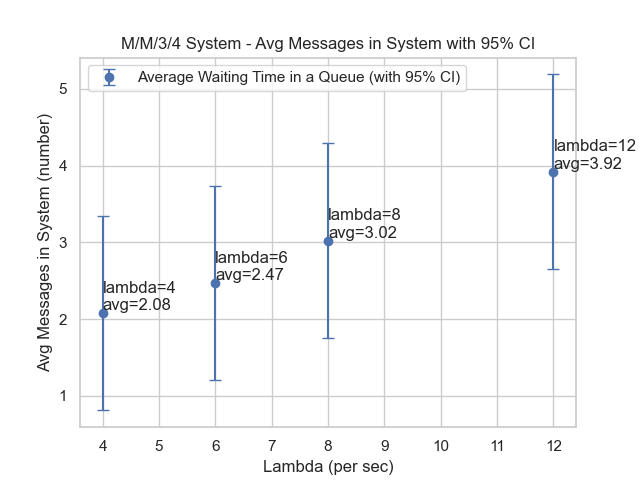 M/M/3/4 System - Avg Messages in System with 95% CI
Average Waiting Time in a Queue (with 95% CI)
Avg Messages in System (number)
5
4
3
2
1
lambda=4
avg=2.08
lambda=6
avg=2.47
lambda=8
avg=3.02
lambda=12
avg=3.92
4 5 6 7 8 9 10 11 12
Lambda (per sec)